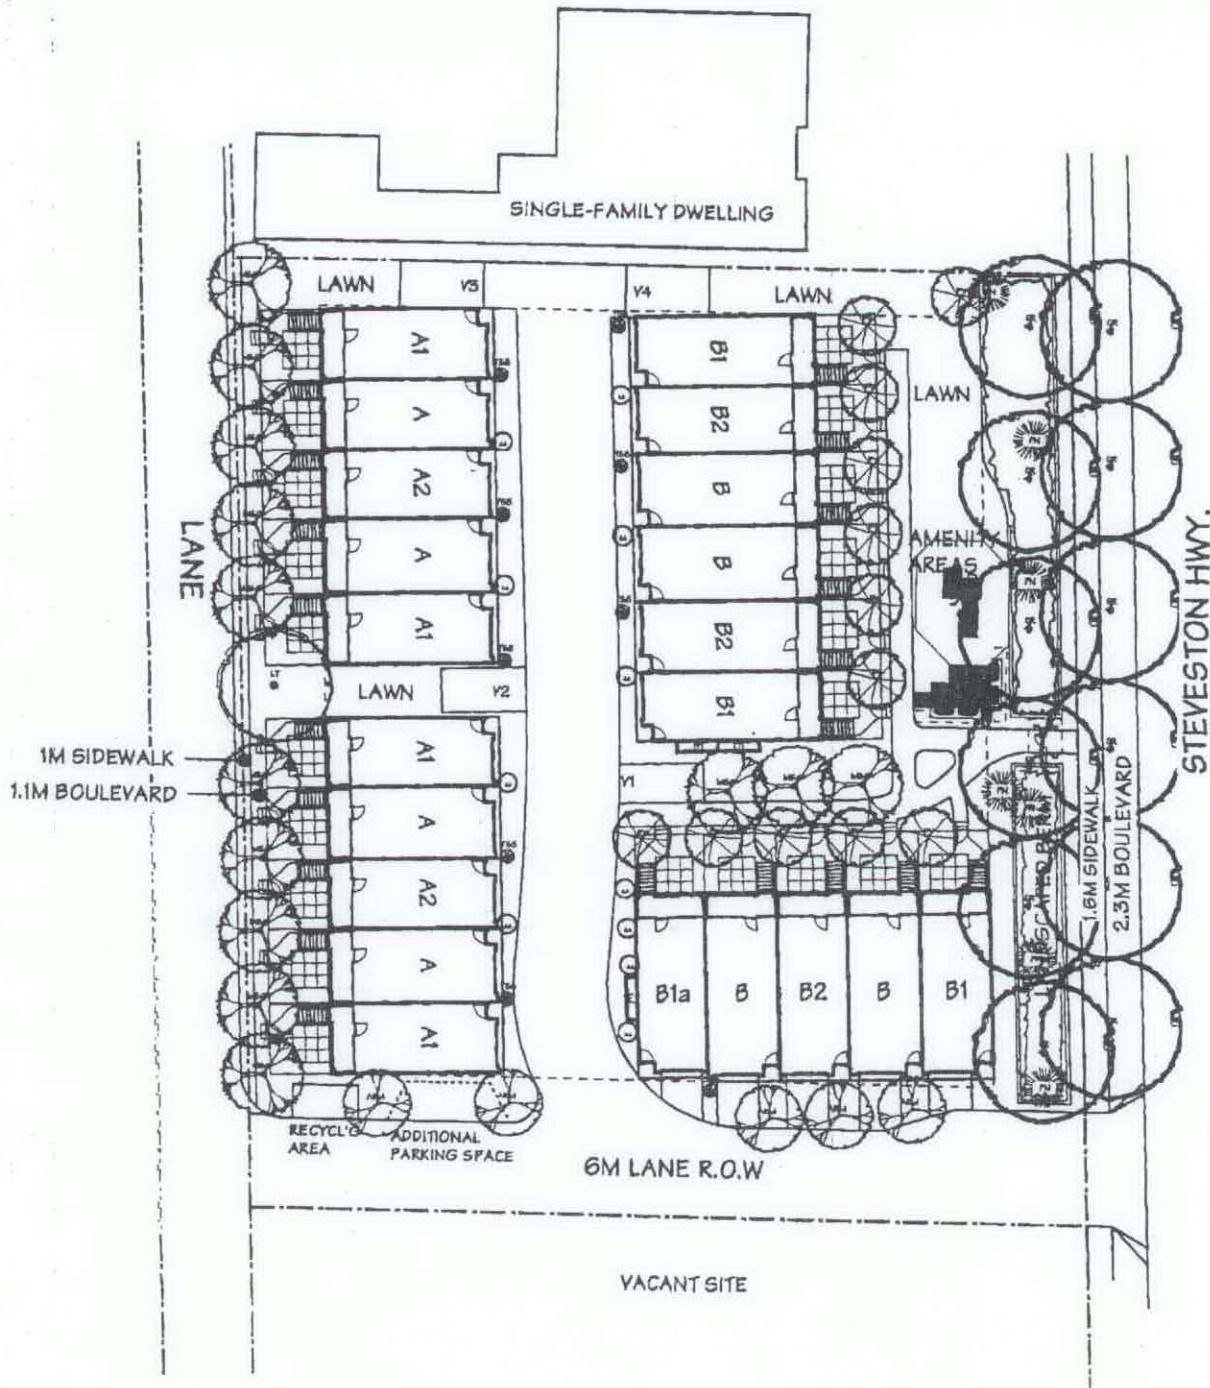 SINGLE-FAMILY DWELLING
LAWN
V3
V4
LAWN
A1
A
A2
A
A1
B1
B2
B
B
B2
B1
LAWN
AMENITY
AREAS
LANE
STEVESTON HWY.
LAWN
V2
1M SIDEWALK
1.1M BOULEVARD
A1
A
A2
A
A1
V1
B1a
B
B2
B
B1
1.6M SIDEWALK
2.3M BOULEVARD
RECYCL'G
AREA
ADDITIONAL
PARKING SPACE
6M LANE R.O.W
VACANT SITE